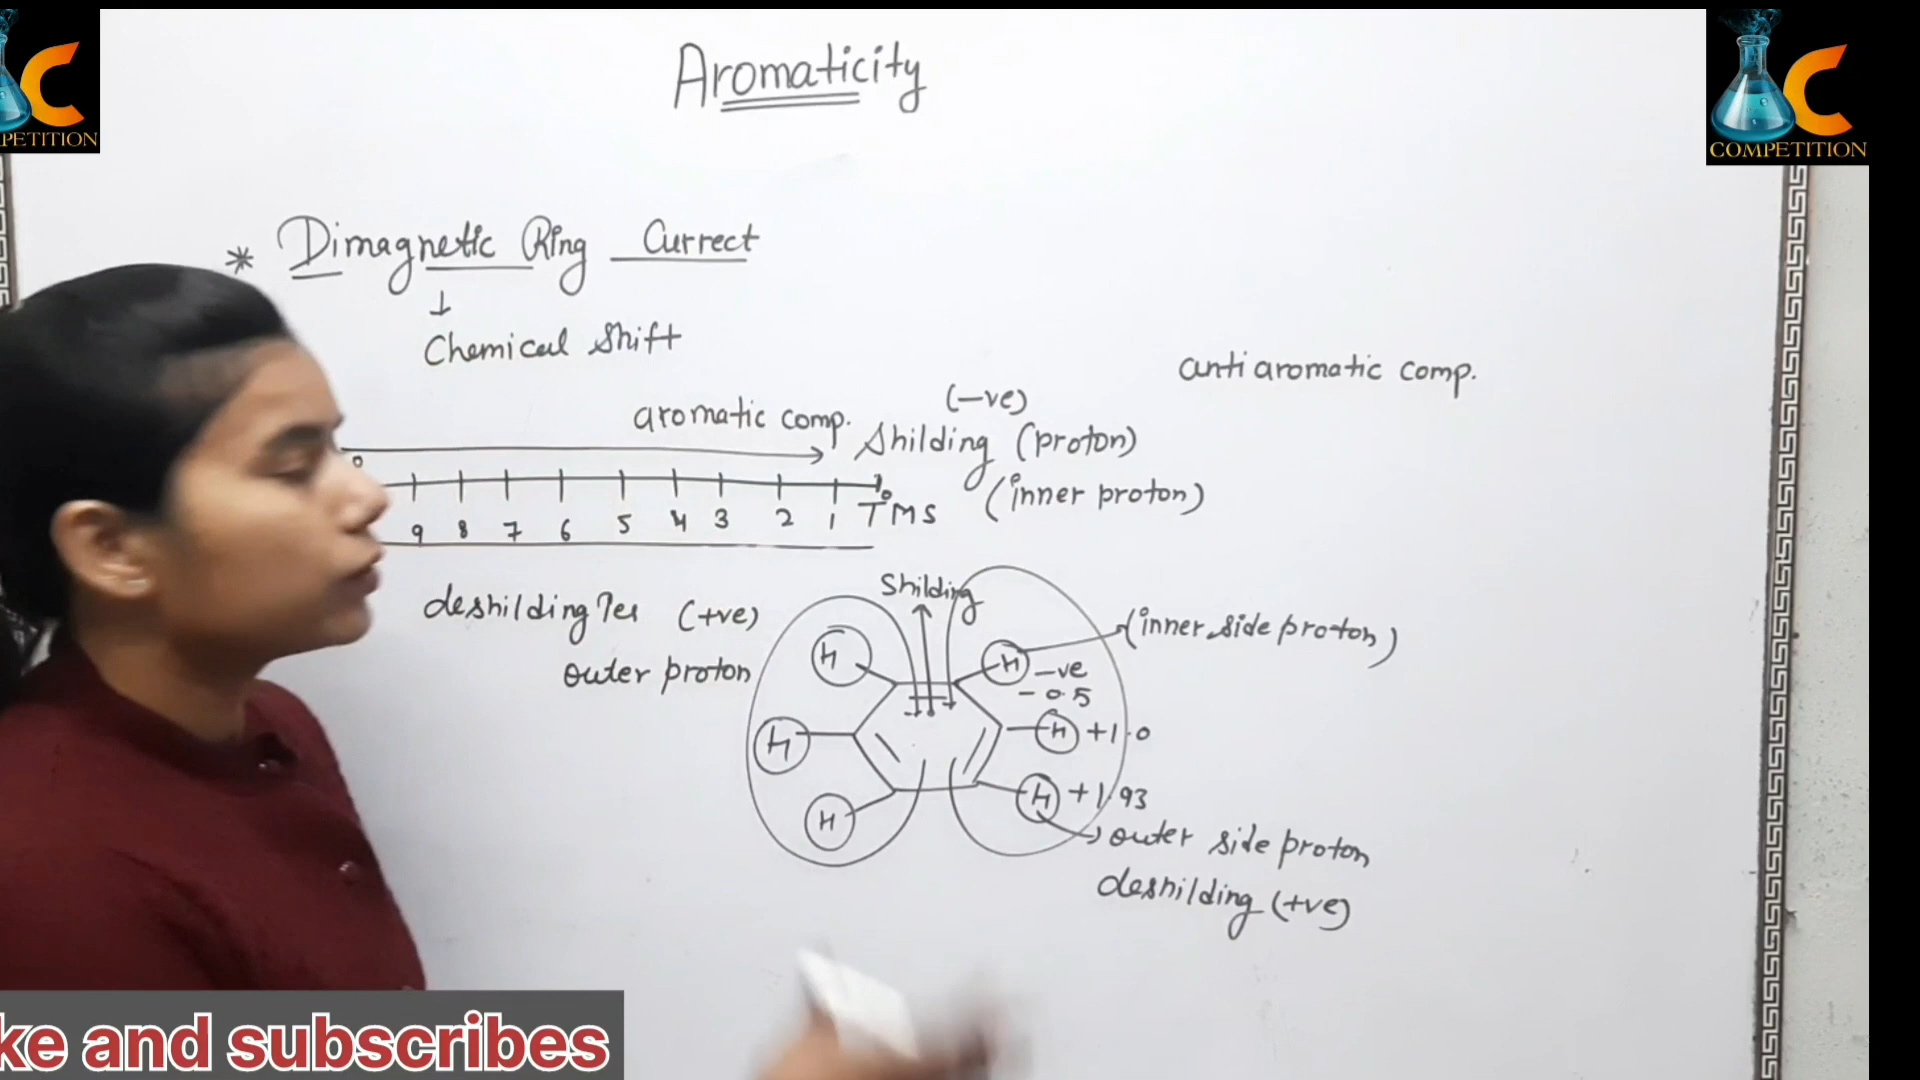 PETITION
COMPETITION
Aromaticity
* Dimagnetic Ring Currect
Chemical Shift
anti aromatic comp.
(-ve)
aromatic comp. Shilding (proton)
(inner proton)
9 8 7 6 5 4 3 2 1 0 TMS
Shilding
deshilding (+ve)
outer proton
(inner side proton)
H H -ve
-0.5
H H +1.0
H H +1.93
outer side proton
deshilding (+ve)
ke and subscribes